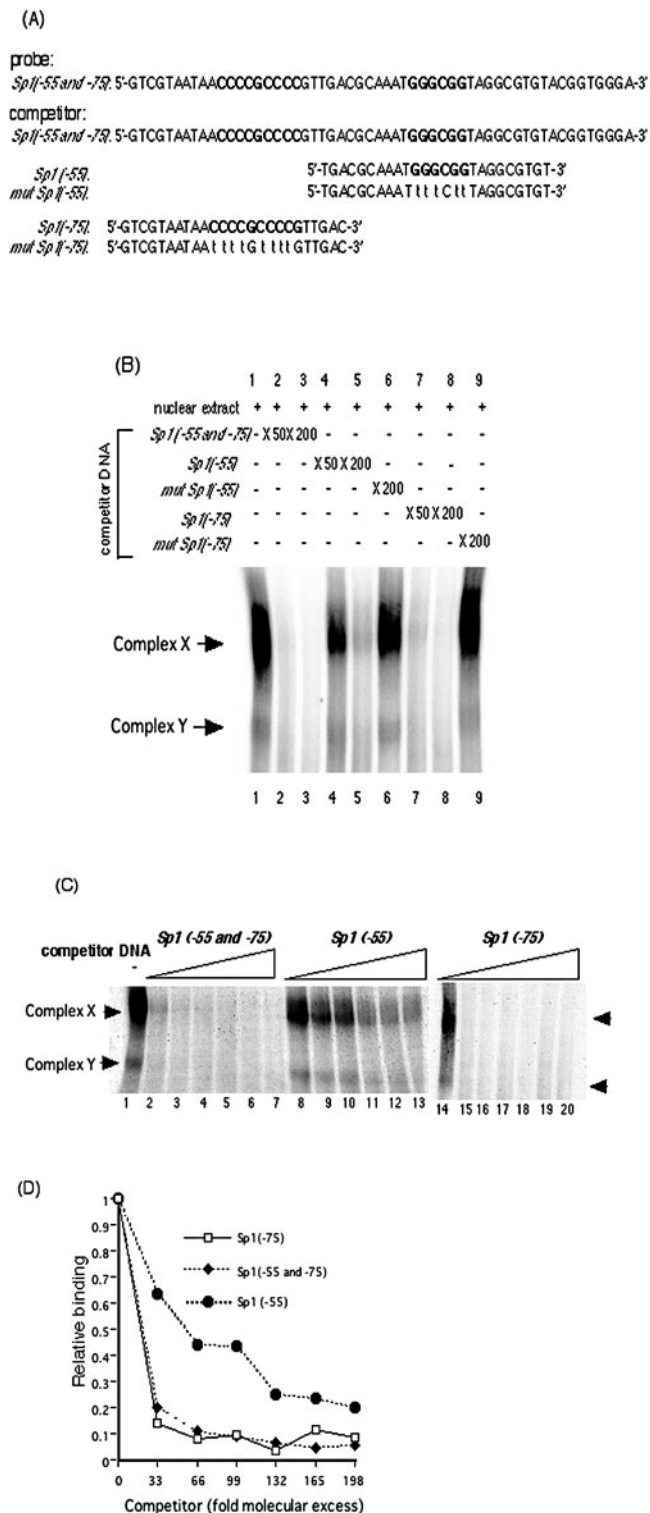 (A)
probe:
Sp1(-55 and -75): 5'-GTCGTAATAACCCCGCCCCGTTGACGCAAATGGGCGGTAGGCGTGTACGGTGGGA-3'
competitor:
Sp1(-55 and -75): 5'-GTCGTAATAACCCCGCCCCGTTGACGCAAATGGGCGGTAGGCGTGTACGGTGGGA-3'
Sp1 (-55): 5'-TGACGCAAATGGGCGGTAGGCGTGT-3'
mut Sp1(-55): 5'-TGACGCAAATtttCttTAGGCGTGT-3'
Sp1(-75): 5'-GTCGTAATAACCCCGCCCCGTTGAC-3'
mut Sp1(-75): 5'-GTCGTAATAAttttGttttGTTGAC-3'
(B)
1 2 3 4 5 6 7 8 9
nuclear extract + + + + + + + + +
competitor DNA
Sp1 (-55 and -75) - X50 X200 - - - - - -
Sp1(-55) - - - X50 X200 - - - -
mut Sp1(-55) - - - - - X200 - - -
Sp1(-75) - - - - - - X50 X200 -
mut Sp1(-75) - - - - - - - - X200
Complex X
Complex Y
1 2 3 4 5 6 7 8 9
(C)
competitor DNA - Sp1 (-55 and -75) Sp1 (-55) Sp1 (-75)
Complex X
Complex Y
1 2 3 4 5 6 7 8 9 10 11 12 13 14 15 16 17 18 19 20
(D)
Relative binding
1
0.9
0.8
0.7
0.6
0.5
0.4
0.3
0.2
0.1
0
Sp1(-75)
Sp1(-55 and -75)
Sp1 (-55)
0 33 66 99 132 165 198
Competitor (fold molecular excess)